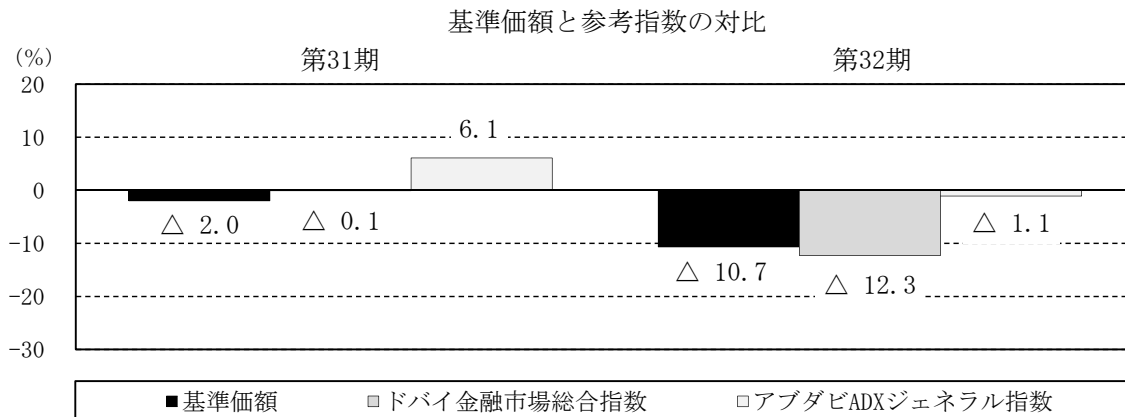 基準価額と参考指数の対比
(%)
第31期 第32期
20
10
6.1
0
△ 2.0 △ 0.1 △ 1.1
-10
△ 10.7 △ 12.3
-20
-30
■基準価額 □ドバイ金融市場総合指数 □アブダビADXジェネラル指数